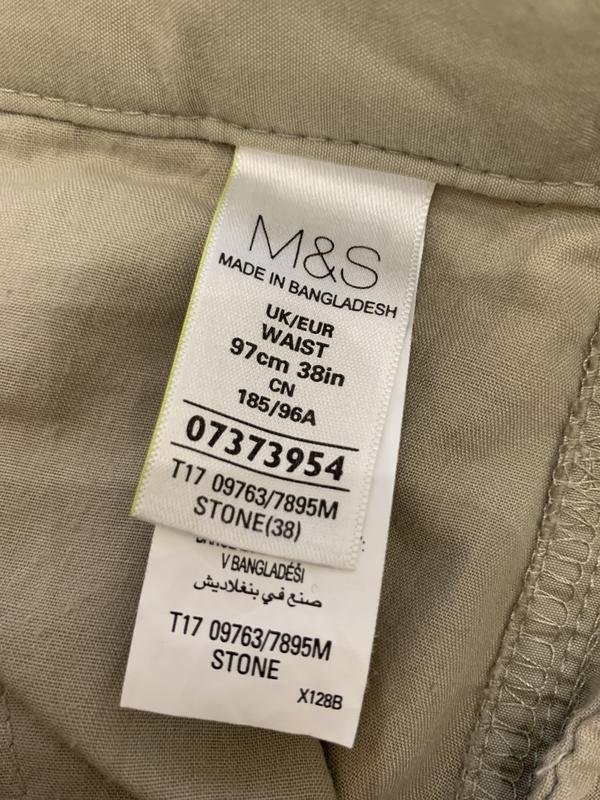 M&S
MADE IN BANGLADESH
UK/EUR
WAIST
97cm 38in
CN
185/96A
07373954
T17 09763/7895M
STONE(38)
V BANGLADÉŠI
صنع في بنغلاديش
T17 09763/7895M
STONE
X128B